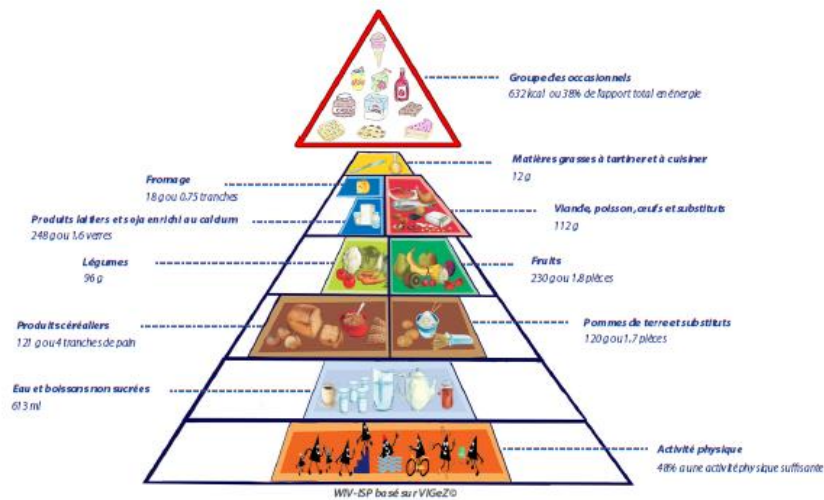 Groupe des occasionnels
632 kcal ou 38% de l'apport total en énergie
Matières grasses à tartiner et à cuisiner
12 g
Fromage
18 g ou 0.75 tranches
Viande, poisson, œufs et substituts
112 g
Produits laitiers et soja enrichi au calcium
248 g ou 1,6 verres
Légumes
96 g
Fruits
230 g ou 1,8 pièces
Produits céréaliers
121 g ou 4 tranches de pain
Pommes de terre et substituts
120 g ou 1,7 pièces
Eau et boissons non sucrées
613 ml
Activité physique
48% a une activité physique suffisante
WIV-ISP basé sur VIGeZ©